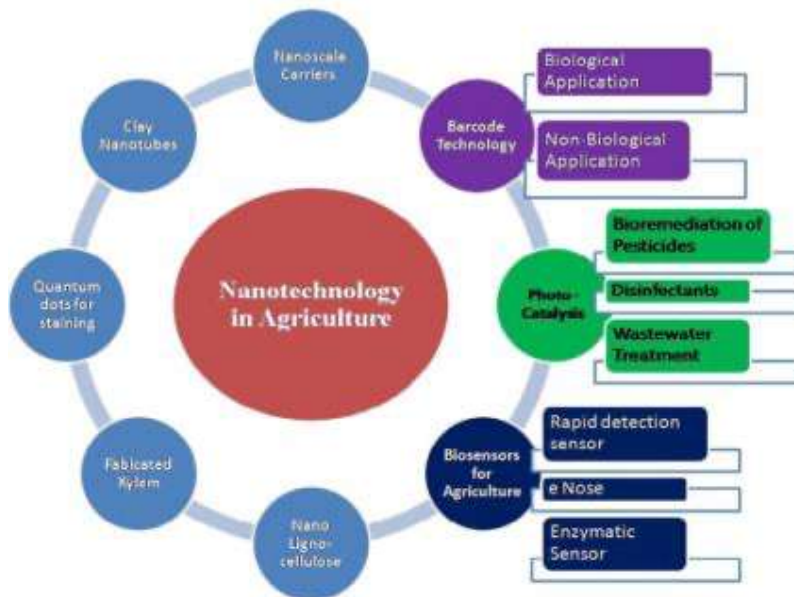 Nanoscale
Carriers
Barcode
Technology
Biological
Application
Non-Biological
Application
Photo-
Catalysis
Bioremediation of
Pesticides
Disinfectants
Wastewater
Treatment
Biosensors
for
Agriculture
Rapid detection
sensor
e Nose
Enzymatic
Sensor
Nano
Ligno-
cellulose
Fabicated
Xylem
Quantum
dots for
staining
Clay
Nanotubes
Nanotechnology
in Agriculture